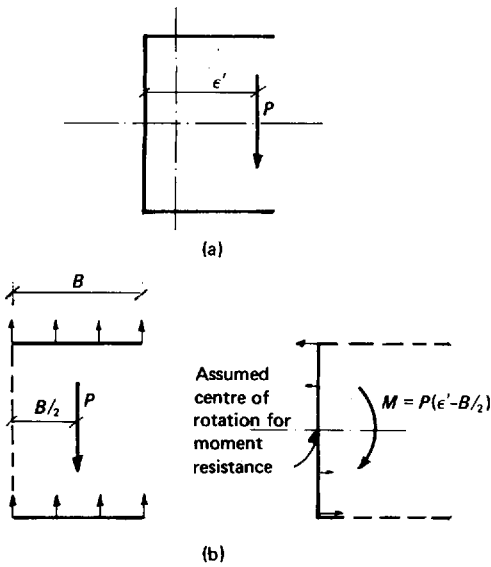 ϵ′
P
(a)
B
B/2
P
Assumed
centre of
rotation for
moment
resistance
M = P(ϵ′-B/2)
(b)